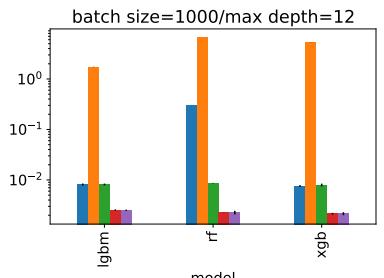 batch size=1000/max depth=12
10⁰
10⁻¹
10⁻²
lgbm
rf
xgb
model